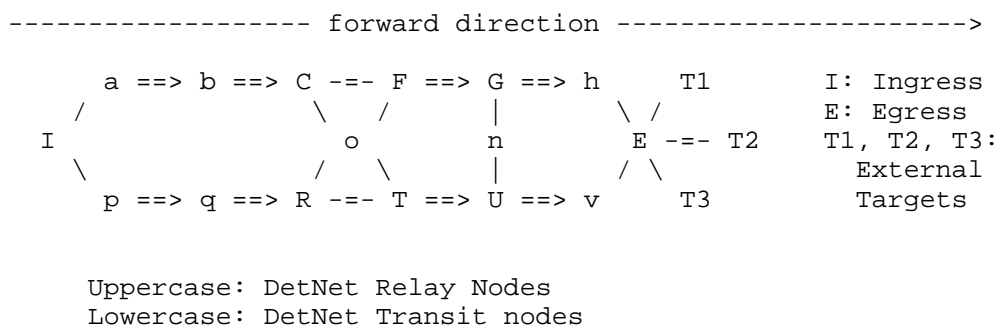 ------------------- forward direction ---------------------->
a ==> b ==> C -=- F ==> G ==> h     T1       I: Ingress
/              \   /      |       \ /         E: Egress
I                o         n        E -=- T2   T1, T2, T3:
\              /   \      |       / \           External
p ==> q ==> R -=- T ==> U ==> v     T3          Targets
Uppercase: DetNet Relay Nodes
Lowercase: DetNet Transit nodes